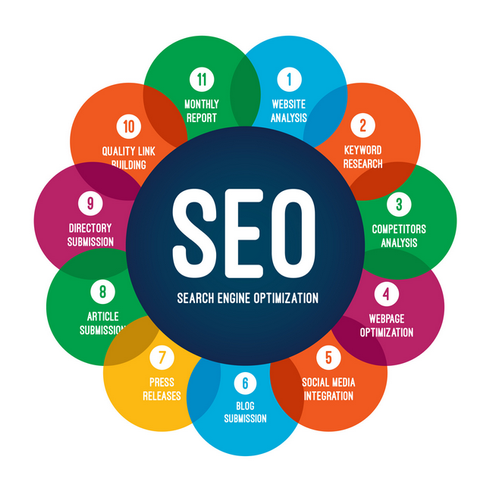 SEO
SEARCH ENGINE OPTIMIZATION
1
WEBSITE
ANALYSIS
2
KEYWORD
RESEARCH
3
COMPETITORS
ANALYSIS
4
WEBPAGE
OPTIMIZATION
5
SOCIAL MEDIA
INTEGRATION
6
BLOG
SUBMISSION
7
PRESS
RELEASES
8
ARTICLE
SUBMISSION
9
DIRECTORY
SUBMISSION
10
QUALITY LINK
BUILDING
11
MONTHLY
REPORT